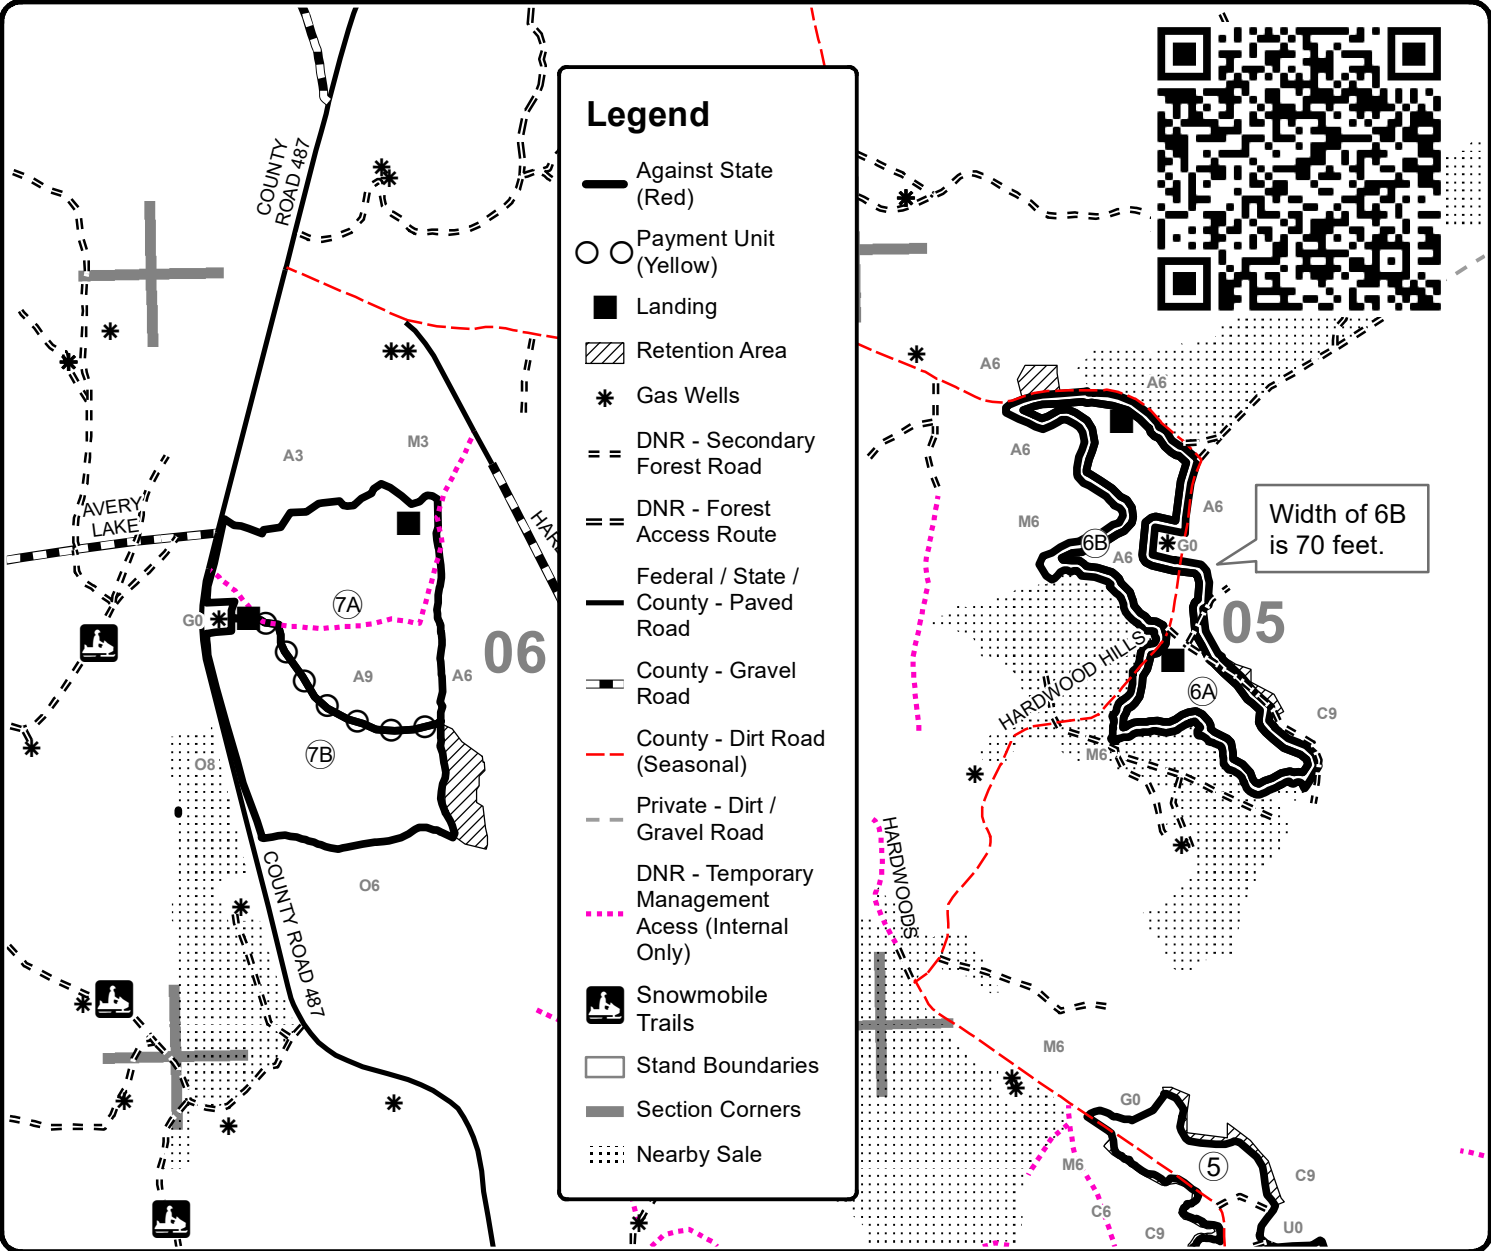 Legend
Against State
(Red)
Payment Unit
(Yellow)
Landing
Retention Area
Gas Wells
DNR - Secondary
Forest Road
DNR - Forest
Access Route
Federal / State /
County - Paved
Road
County - Gravel
Road
County - Dirt Road
(Seasonal)
Private - Dirt /
Gravel Road
DNR - Temporary
Management
Acess (Internal
Only)
Snowmobile
Trails
Stand Boundaries
Section Corners
Nearby Sale
COUNTY
ROAD 487
A3
M3
AVERY
LAKE
7A
G0
06
A9
A6
7B
O8
O6
COUNTY ROAD 487
A6
A6
A6
A6
M6
6B
A6
G0
Width of 6B
is 70 feet.
05
HARDWOOD HILLS
6A
C9
M6
HARDWOODS
M6
G0
M6
5
C9
C6
C9
U0